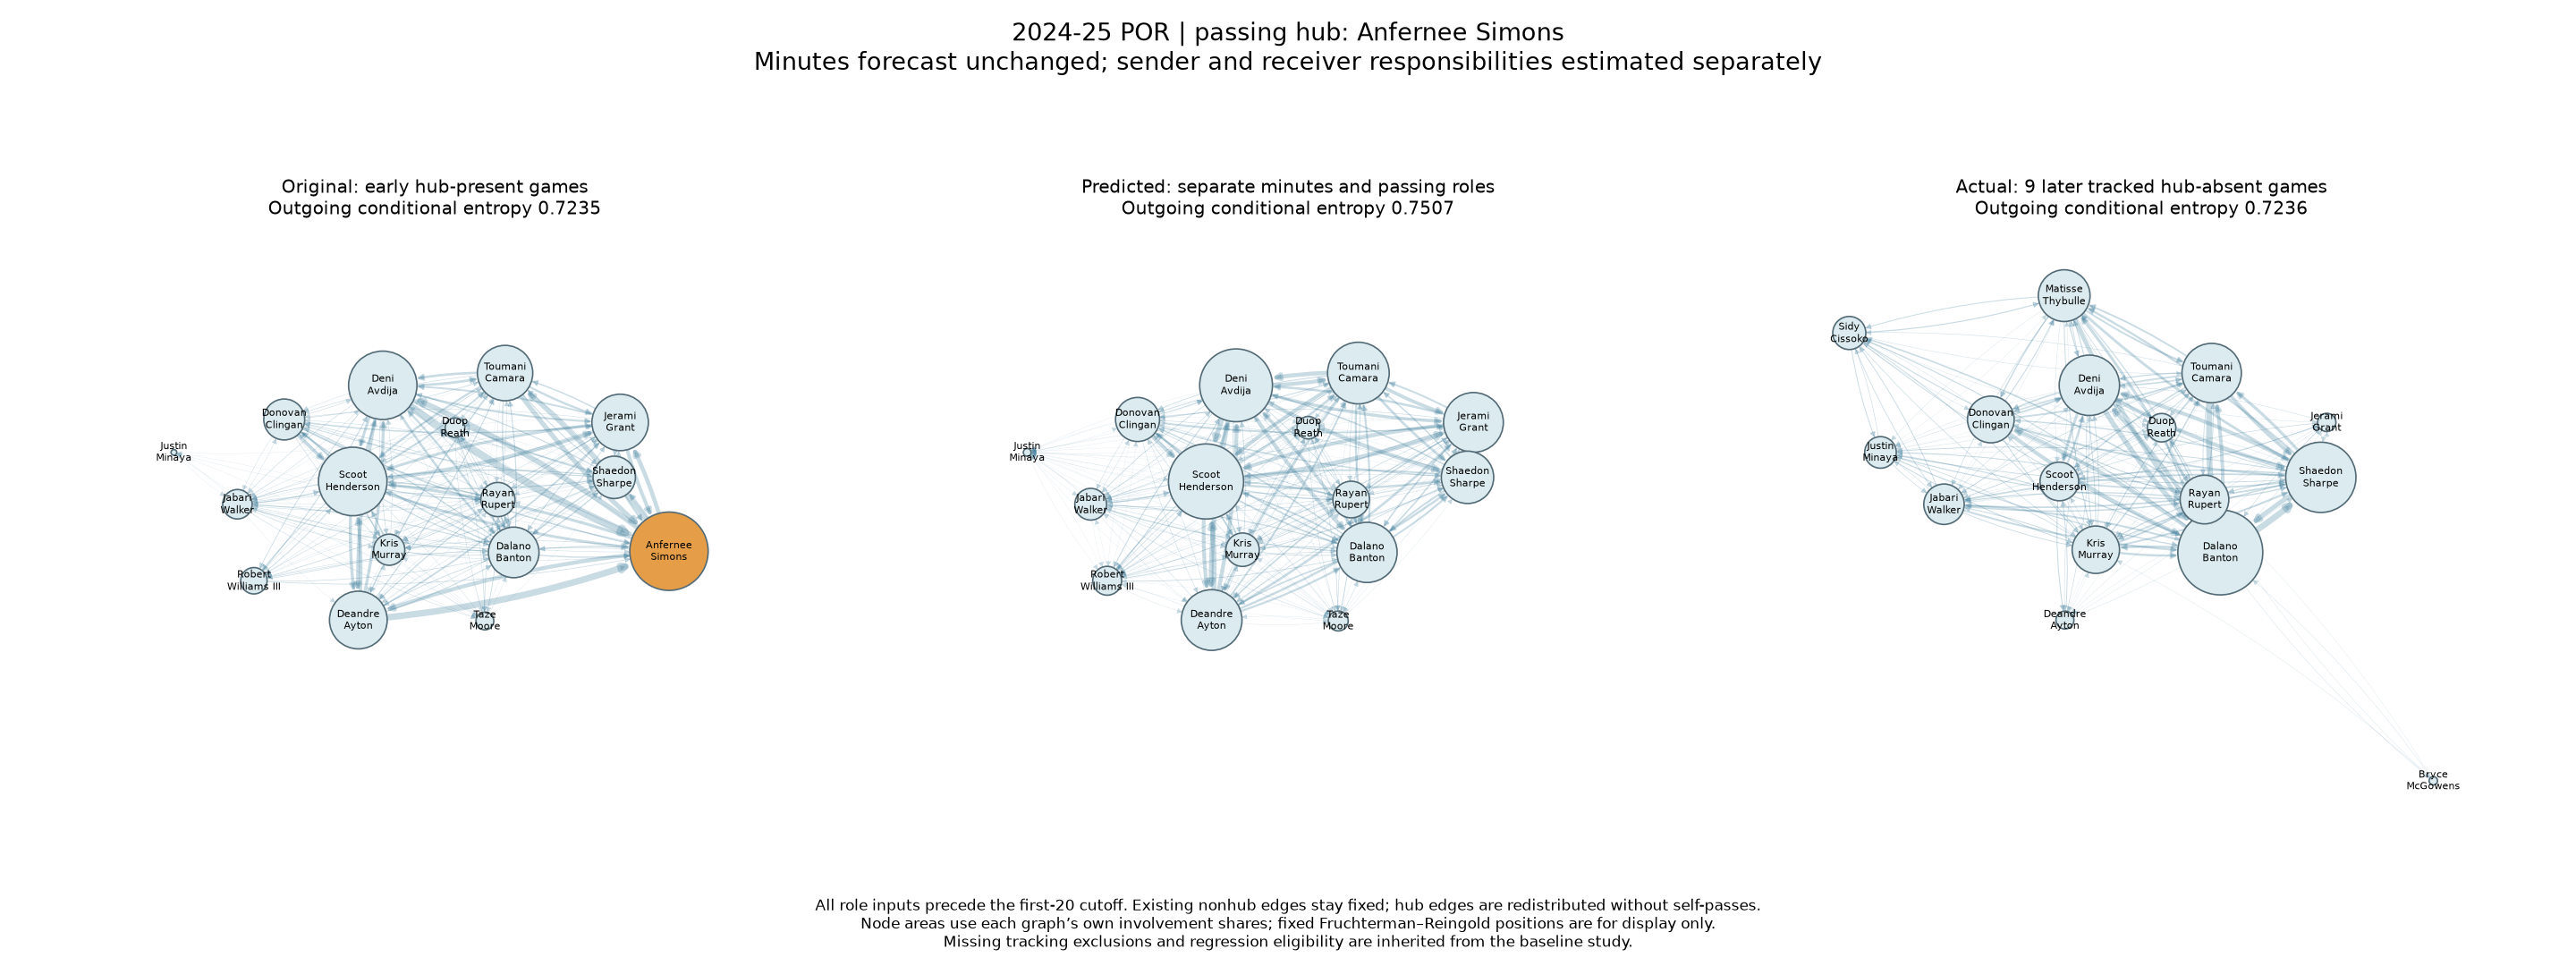 2024-25 POR | passing hub: Anfernee Simons
Minutes forecast unchanged; sender and receiver responsibilities estimated separately
Original: early hub-present games
Outgoing conditional entropy 0.7235
Deni
Avdija
Toumani
Camara
Donovan
Clingan
Duop
Reath
Jerami
Grant
Justin
Minaya
Scoot
Henderson
Shaedon
Sharpe
Jabari
Walker
Rayan
Rupert
Kris
Murray
Dalano
Banton
Anfernee
Simons
Robert
Williams III
Deandre
Ayton
Taze
Moore
Predicted: separate minutes and passing roles
Outgoing conditional entropy 0.7507
Deni
Avdija
Toumani
Camara
Donovan
Clingan
Duop
Reath
Jerami
Grant
Justin
Minaya
Scoot
Henderson
Shaedon
Sharpe
Jabari
Walker
Rayan
Rupert
Kris
Murray
Dalano
Banton
Robert
Williams III
Deandre
Ayton
Taze
Moore
Actual: 9 later tracked hub-absent games
Outgoing conditional entropy 0.7236
Matisse
Thybulle
Sidy
Cissoko
Deni
Avdija
Toumani
Camara
Donovan
Clingan
Duop
Reath
Jerami
Grant
Justin
Minaya
Scoot
Henderson
Shaedon
Sharpe
Jabari
Walker
Rayan
Rupert
Kris
Murray
Dalano
Banton
Deandre
Ayton
Bryce
McGowens
All role inputs precede the first-20 cutoff. Existing nonhub edges stay fixed; hub edges are redistributed without self-passes.
Node areas use each graph’s own involvement shares; fixed Fruchterman–Reingold positions are for display only.
Missing tracking exclusions and regression eligibility are inherited from the baseline study.